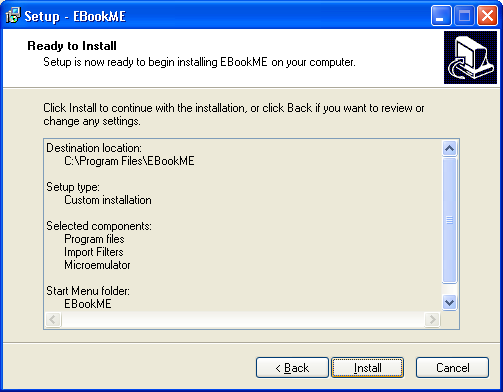 Setup - EBookME
Ready to Install
Setup is now ready to begin installing EBookME on your computer.
Click Install to continue with the installation, or click Back if you want to review or
change any settings.
Destination location:
C:\Program Files\EBookME
Setup type:
Custom installation
Selected components:
Program files
Import Filters
Microemulator
Start Menu folder:
EBookME
< Back
Install
Cancel